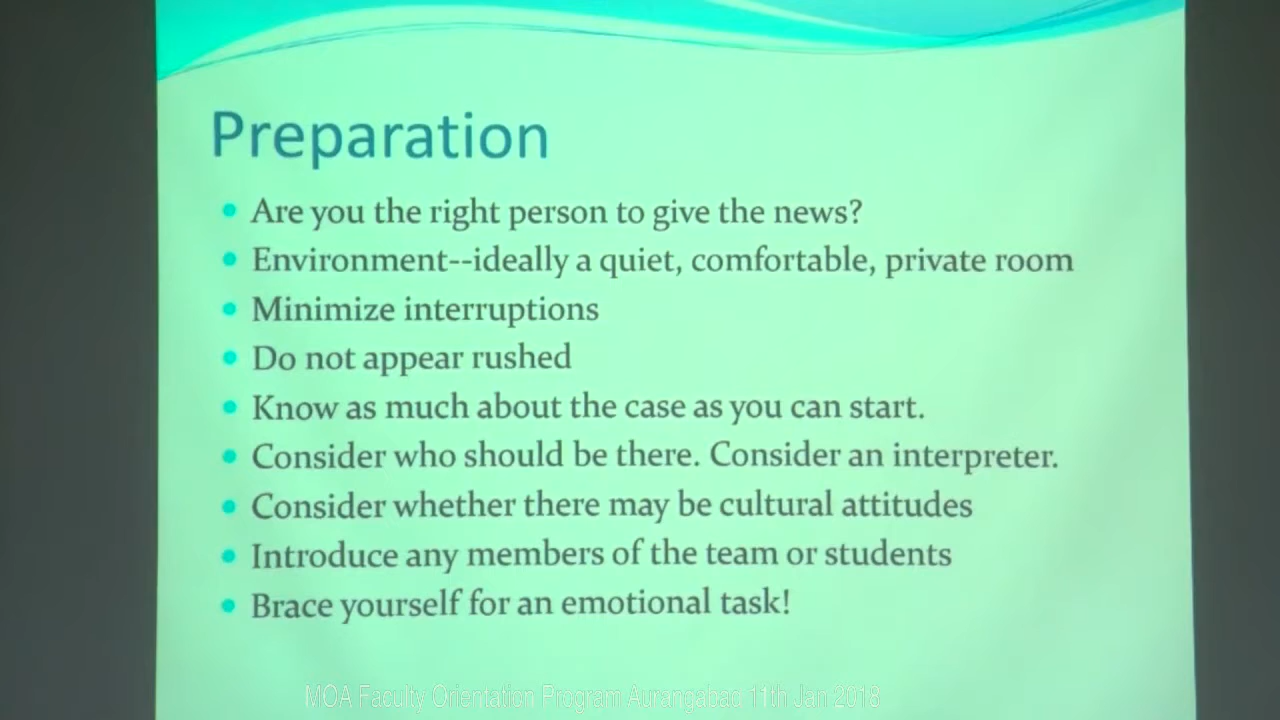 Preparation
• Are you the right person to give the news?
• Environment--ideally a quiet, comfortable, private room
• Minimize interruptions
• Do not appear rushed
• Know as much about the case as you can start.
• Consider who should be there. Consider an interpreter.
• Consider whether there may be cultural attitudes
• Introduce any members of the team or students
• Brace yourself for an emotional task!
MOA Faculty Orientation Program Aurangabad 11th Jan 2018